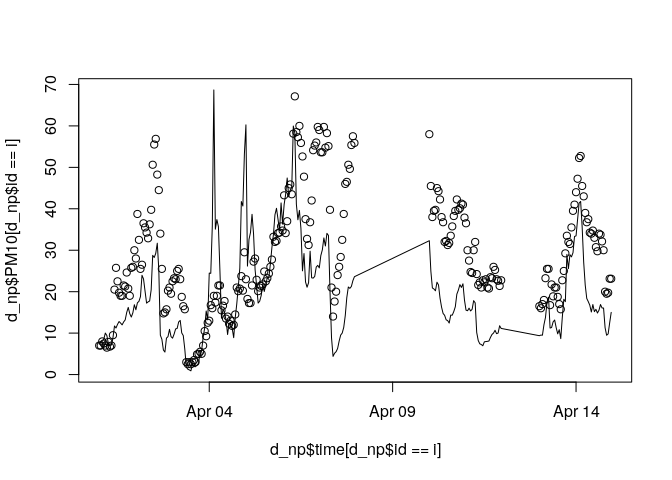 d_np$PM10[d_np$id == i]
70
60
50
40
30
20
10
0
Apr 04
Apr 09
Apr 14
d_np$time[d_np$id == i]